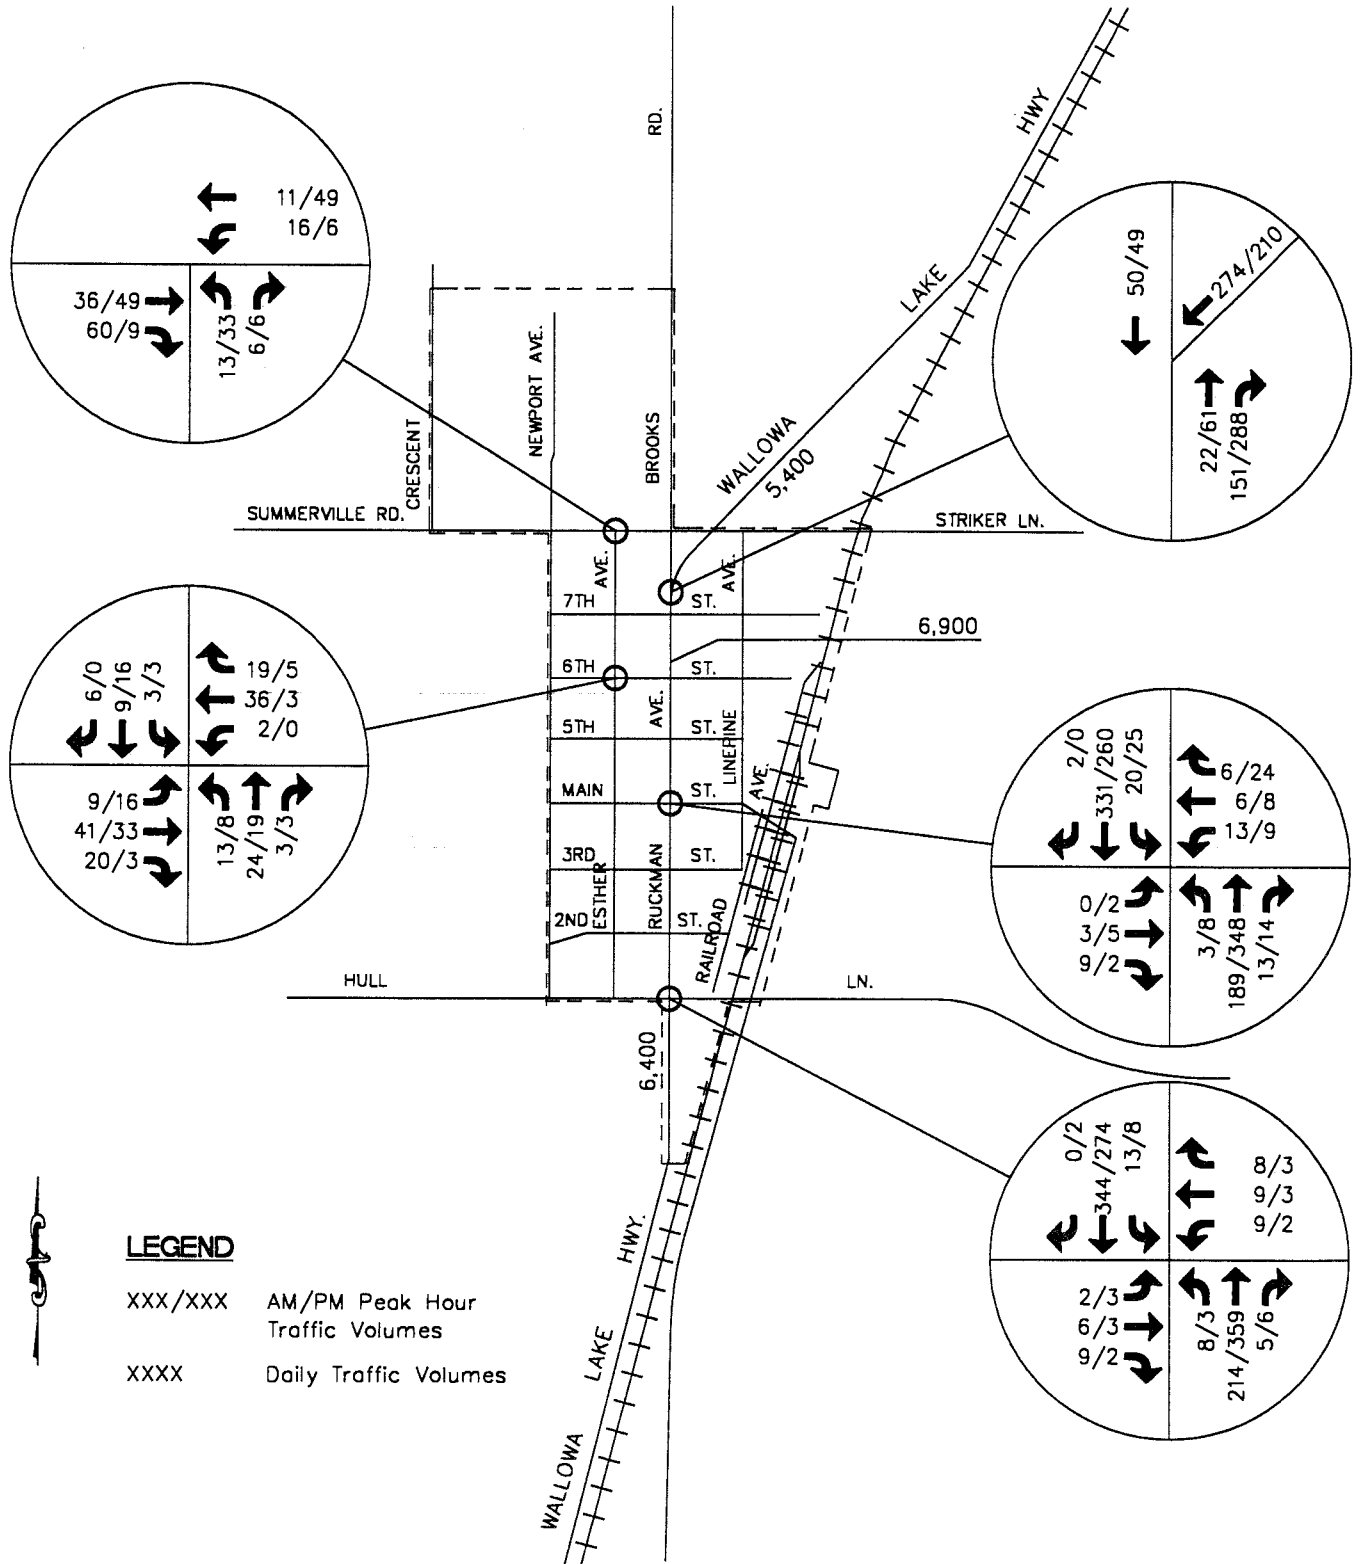 RD.
HWY
LAKE
WALLOWA
5,400
11/49
16/6
36/49
60/9
13/33
6/6
50/49
274/210
22/61
151/288
CRESCENT
NEWPORT AVE.
BROOKS
SUMMERVILLE RD.
STRIKER LN.
AVE.
AVE.
7TH ST.
6,900
6TH ST.
AVE.
5TH ST.
LINEPINE
MAIN ST.
AVE.
3RD ST.
ESTHER
RUCKMAN
2ND ST.
RAILROAD
HULL LN.
6,400
6/0
9/16
3/3
19/5
36/3
2/0
9/16
41/33
20/3
13/8
24/19
3/3
2/0
331/260
20/25
6/24
6/8
13/9
0/2
3/5
9/2
3/8
189/348
13/14
0/2
344/274
13/8
8/3
9/3
9/2
2/3
6/3
9/2
8/3
214/359
5/6
HWY.
LAKE
WALLOWA
LEGEND
XXX/XXX AM/PM Peak Hour
Traffic Volumes
XXXX Daily Traffic Volumes